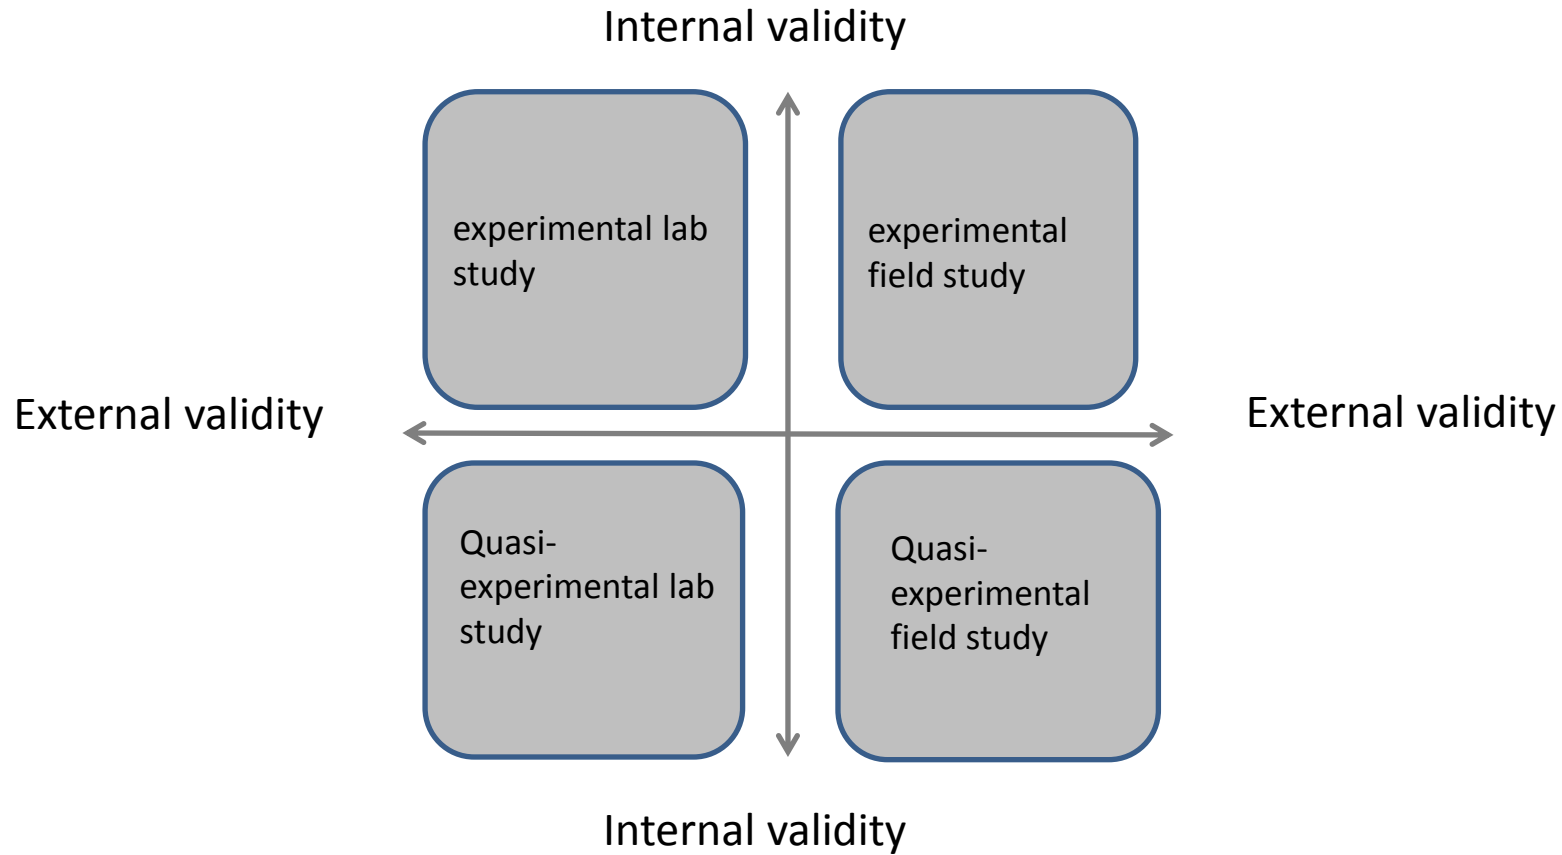 Internal validity
experimental lab
study
experimental
field study
External validity
External validity
Quasi-
experimental lab
study
Quasi-
experimental
field study
Internal validity